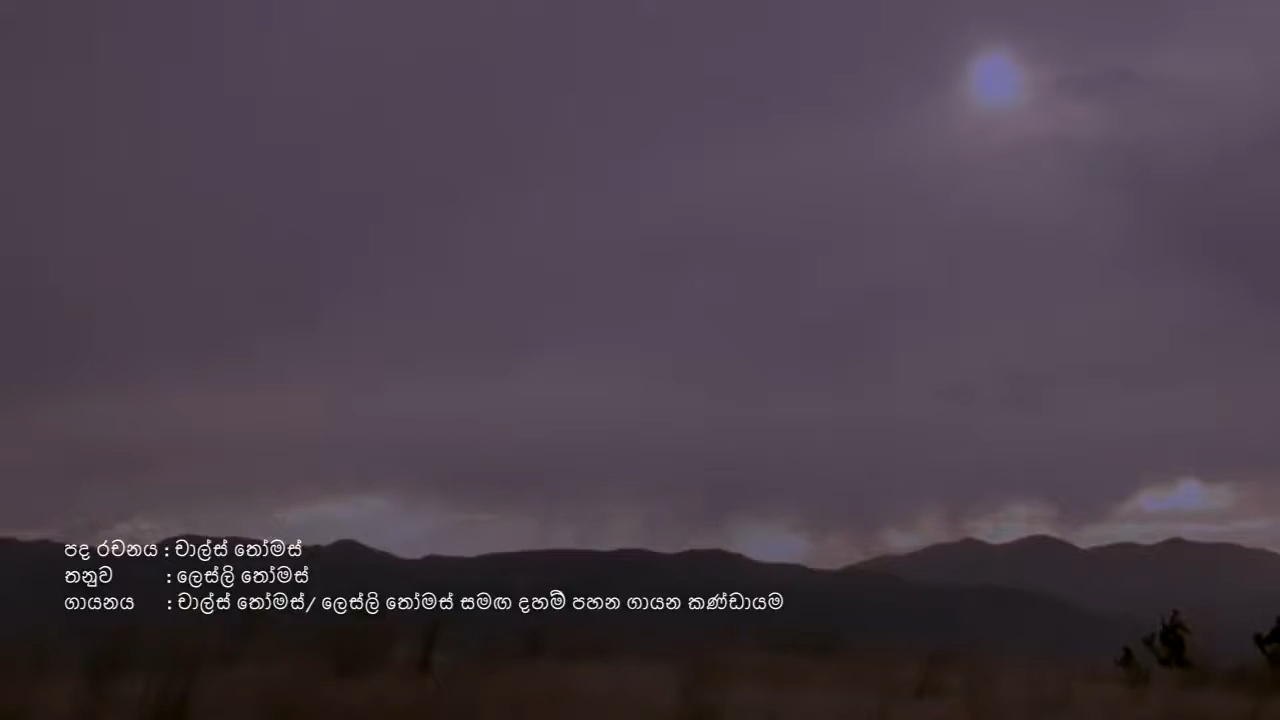 පද රචනය : චාල්ස් තෝමස්
තනුව : ලෙස්ලි තෝමස්
ගායනය : චාල්ස් තෝමස්/ ලෙස්ලි තෝමස් සමඟ දහම් පහන ගායන කණ්ඩායම